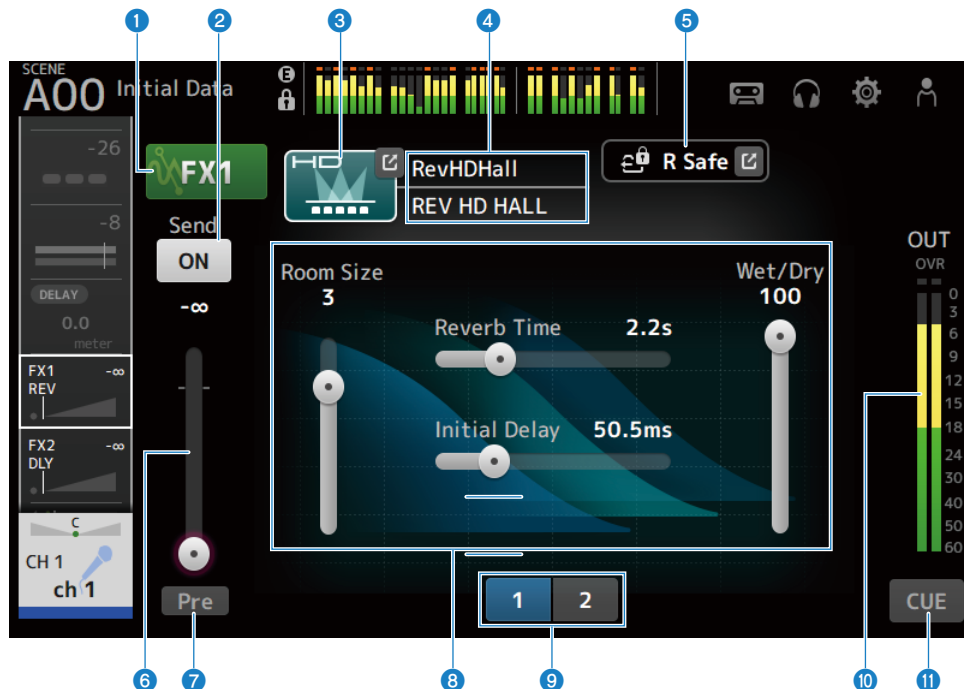 1
2
3
4
5
SCENE
A00
Initial Data
E
-26
FX1
HD
RevHDHall
REV HD HALL
R Safe
-8
Send
ON
-∞
DELAY
0.0
meter
Room Size
3
Wet/Dry
100
Reverb Time 2.2s
Initial Delay 50.5ms
OUT
OVR
0
3
6
9
12
15
18
24
30
40
50
60
FX1 -∞
REV
FX2 -∞
DLY
C
CH 1
ch 1
Pre
1 2
CUE
6
7
8
9
10
11